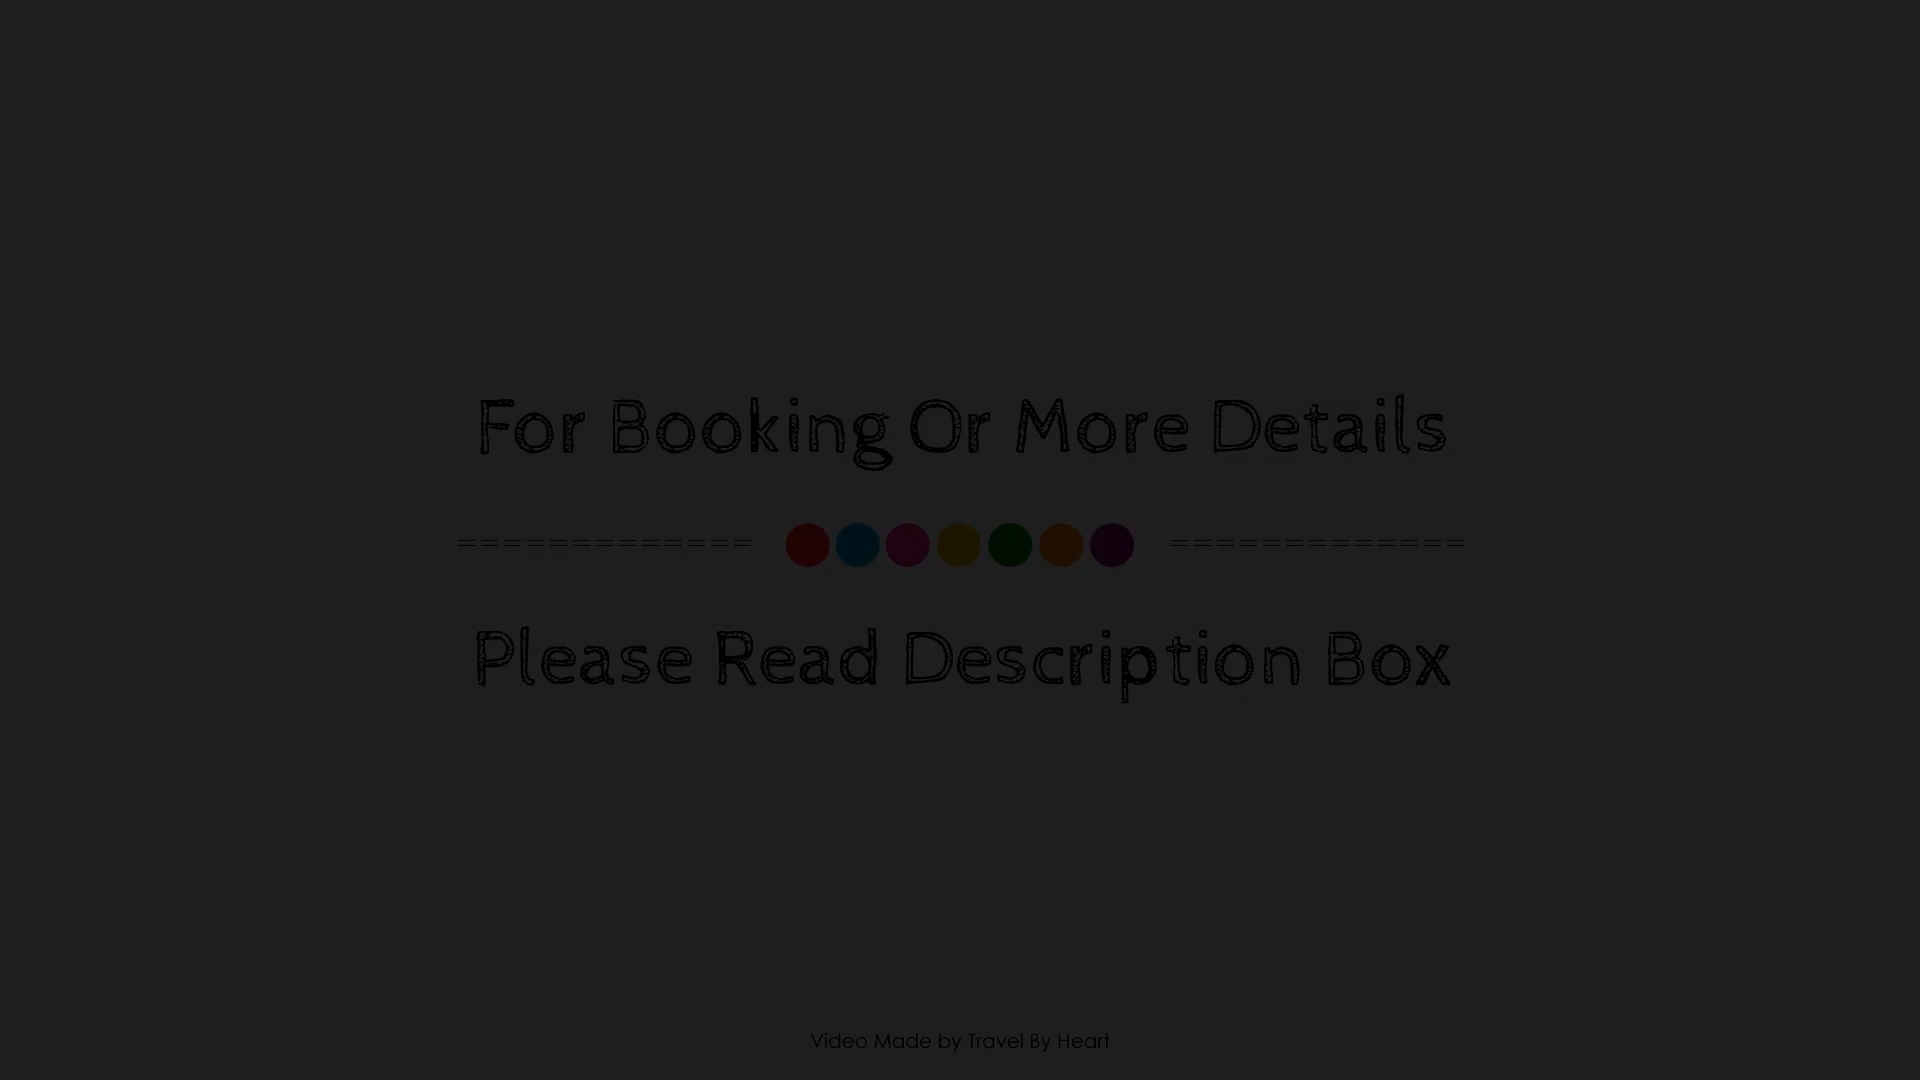 For Booking Or More Details
============= =============
Please Read Description Box
Video Made by Travel By Heart